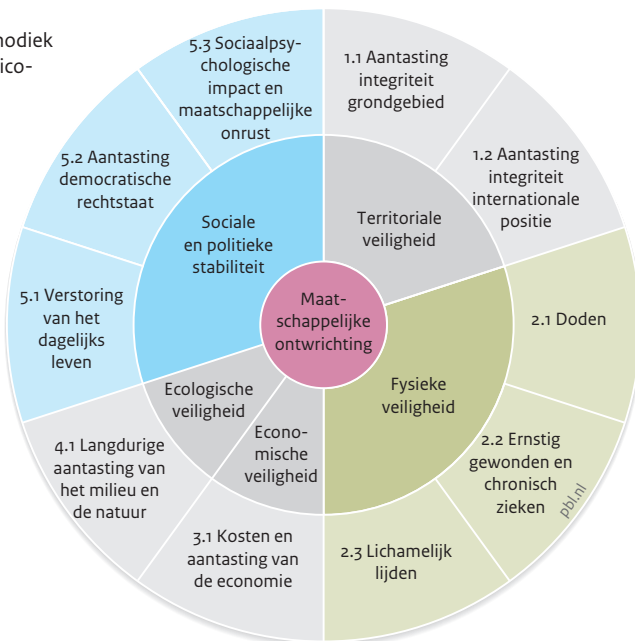 nodiek
ico-
5.3 Sociaalpsy-
chologische
impact en
maatschappelijke
onrust
1.1 Aantasting
integriteit
grondgebied
1.2 Aantasting
integriteit
internationale
positie
5.2 Aantasting
democratische
rechtstaat
Sociale
en politieke
stabiliteit
Territoriale
veiligheid
5.1 Verstoring
van het
dagelijks
leven
Maat-
schappelijke
ontwrichting
2.1 Doden
Ecologische
veiligheid
Fysieke
veiligheid
Econo-
mische
veiligheid
4.1 Langdurige
aantasting van
het milieu en
de natuur
2.2 Ernstig
gewonden en
chronisch
zieken
3.1 Kosten en
aantasting van
de economie
2.3 Lichamelijk
lijden
pbl.nl